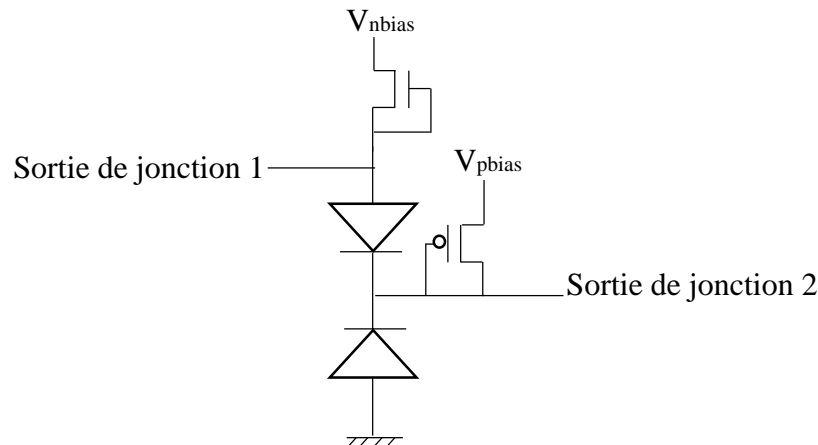 Vnbias
Sortie de jonction 1
Vpbias
Sortie de jonction 2